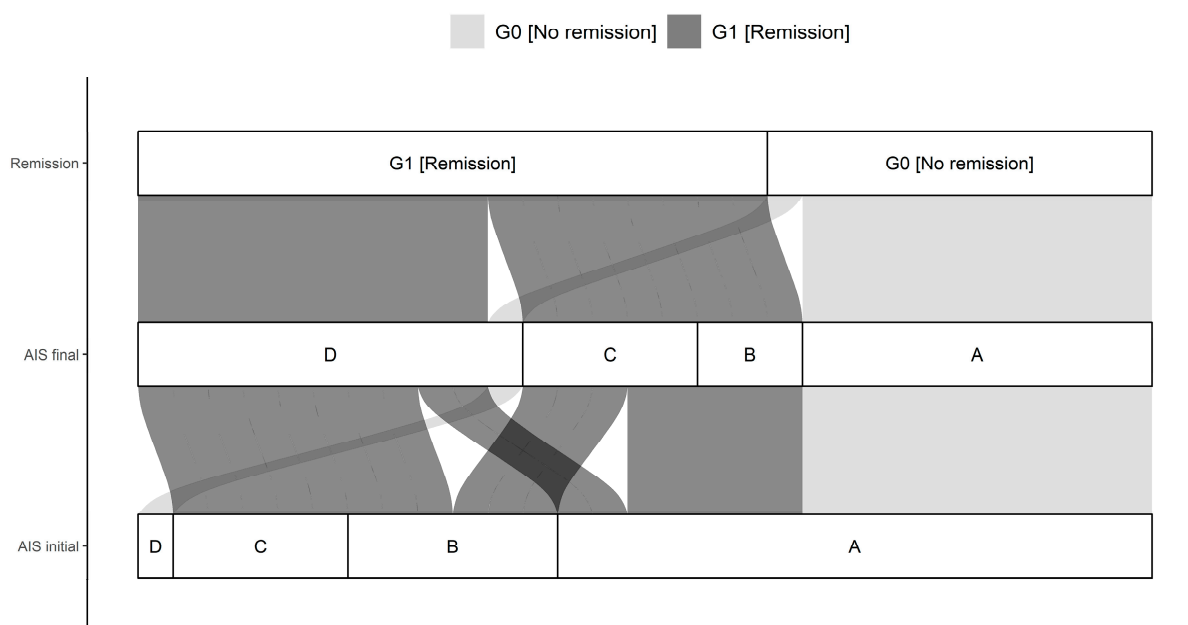 G0 [No remission] G1 [Remission]
Remission G1 [Remission] G0 [No remission]
AIS final D C B A
AIS initial D C B A